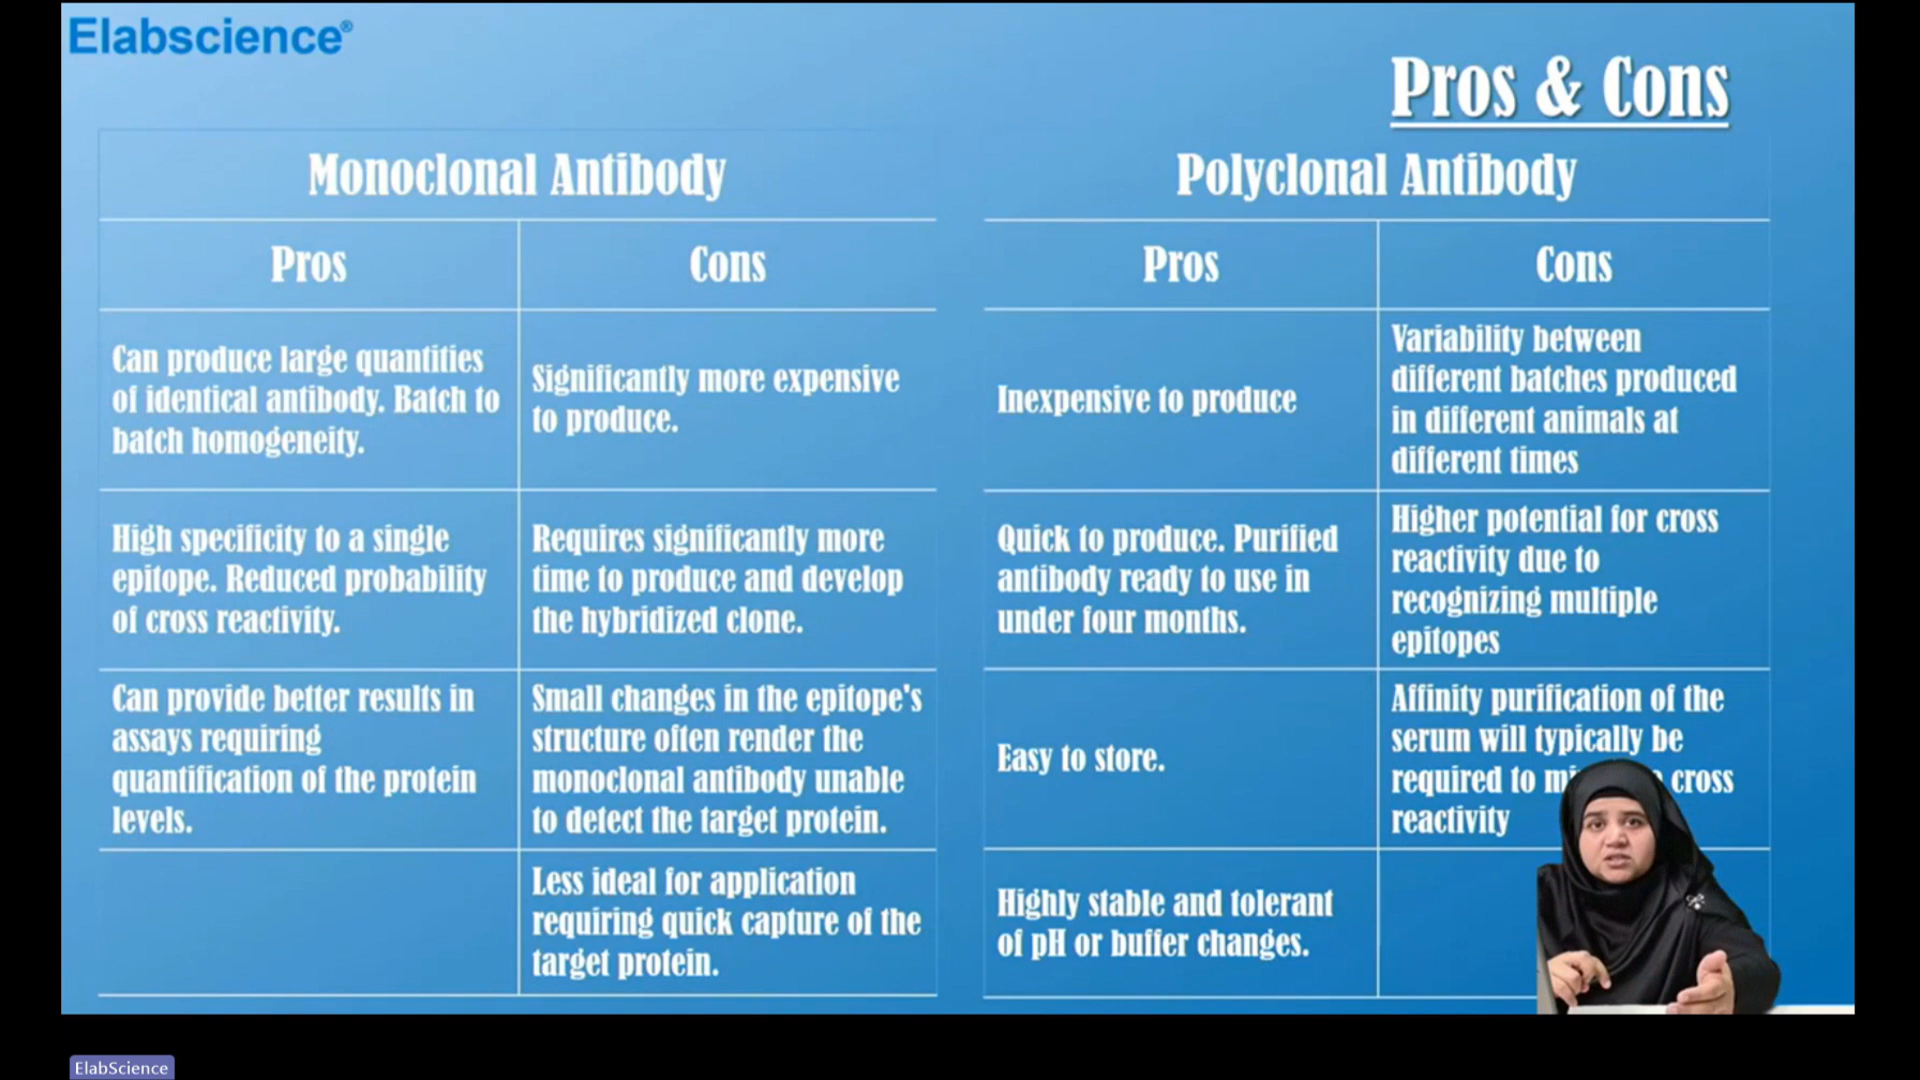 Elabscience®
Pros & Cons
Monoclonal Antibody
Pros
Cons
Can produce large quantities
of identical antibody. Batch to
batch homogeneity.
Significantly more expensive
to produce.
High specificity to a single
epitope. Reduced probability
of cross reactivity.
Requires significantly more
time to produce and develop
the hybridized clone.
Can provide better results in
assays requiring
quantification of the protein
levels.
Small changes in the epitope's
structure often render the
monoclonal antibody unable
to detect the target protein.
Less ideal for application
requiring quick capture of the
target protein.
Polyclonal Antibody
Pros
Cons
Inexpensive to produce
Variability between
different batches produced
in different animals at
different times
Quick to produce. Purified
antibody ready to use in
under four months.
Higher potential for cross
reactivity due to
recognizing multiple
epitopes
Easy to store.
Affinity purification of the
serum will typically be
required to cross
reactivity
Highly stable and tolerant
of pH or buffer changes.
ElabScience